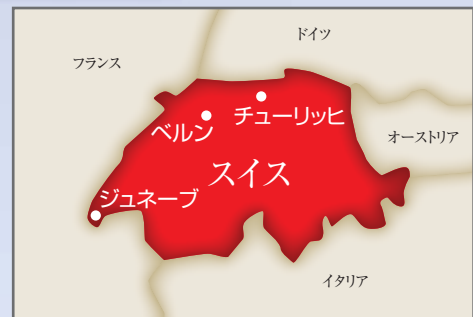 ドイツ
フランス
チューリッヒ
ベルン
オーストリア
スイス
ジュネーブ
イタリア